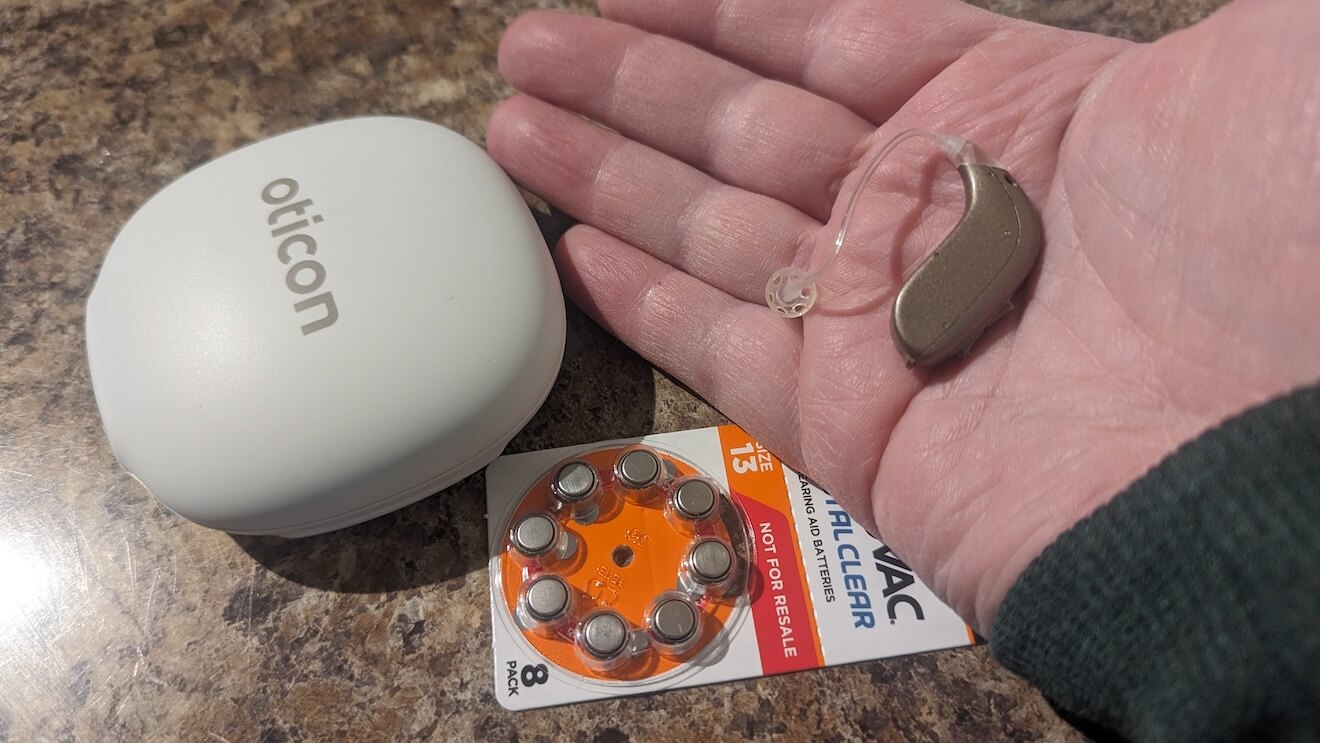 oticon
SIZE
13
NOT FOR RESALE
VAC.
TAL CLEAR
EARING AID BATTERIES
8
PACK